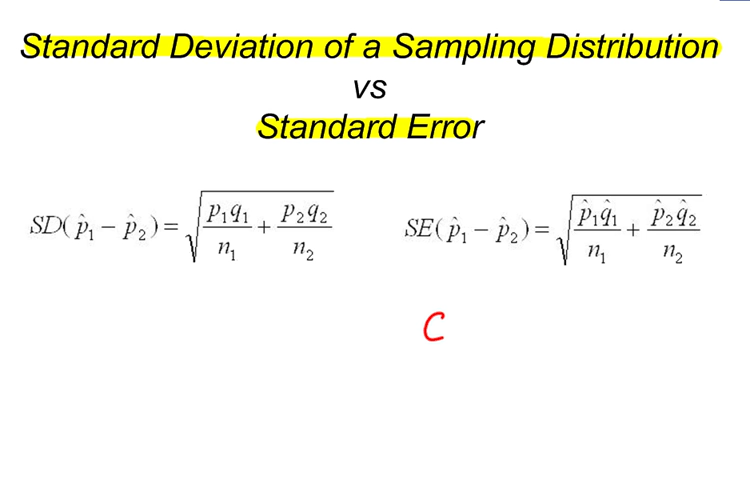 Standard Deviation of a Sampling Distribution
vs
Standard Error
SD(p̂₁ − p̂₂) = √(p₁q₁/n₁ + p₂q₂/n₂)
SE(p̂₁ − p̂₂) = √(p̂₁q̂₁/n₁ + p̂₂q̂₂/n₂)
C